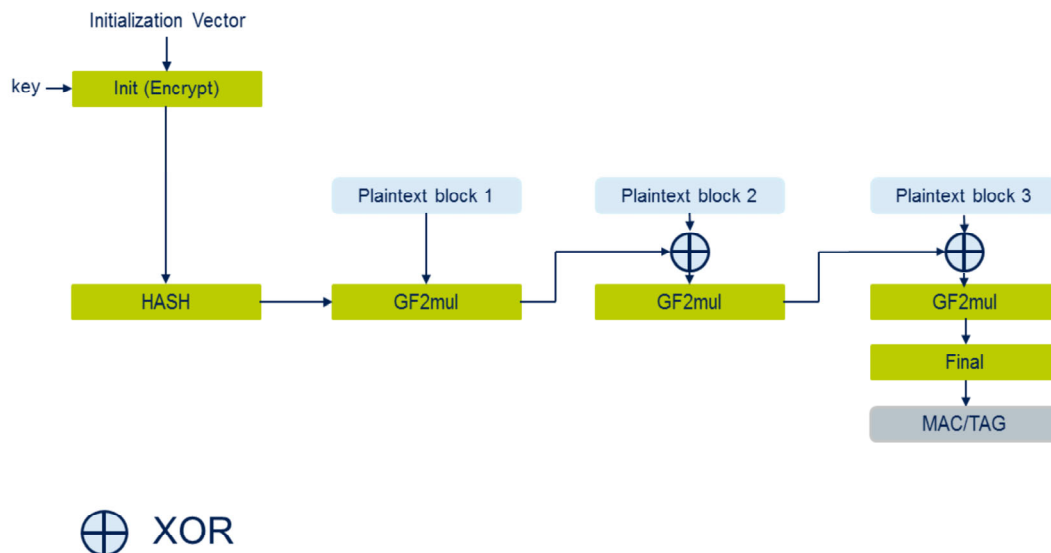 Initialization Vector
key
Init (Encrypt)
Plaintext block 1
Plaintext block 2
Plaintext block 3
HASH
GF2mul
GF2mul
GF2mul
Final
MAC/TAG
XOR